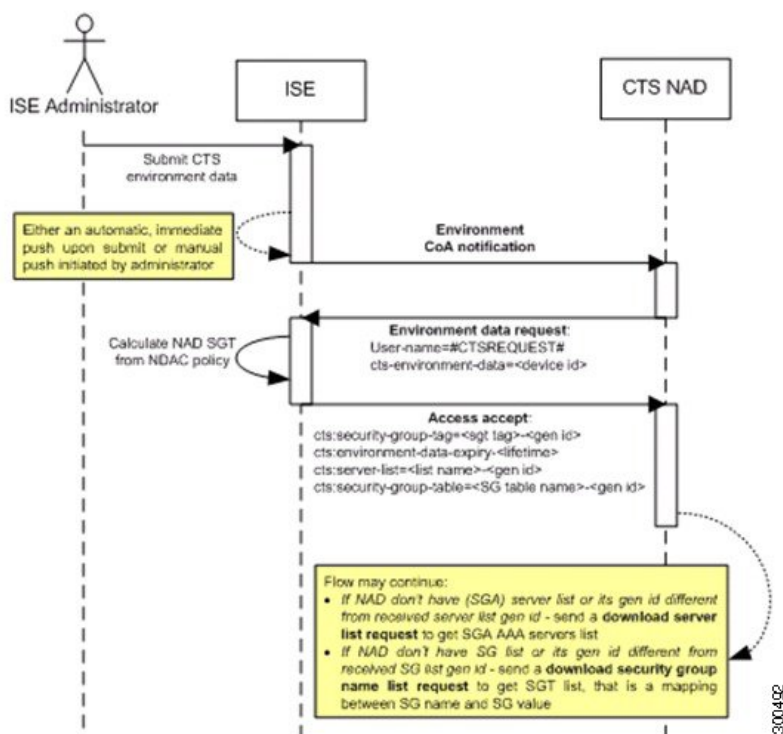 ISE
CTS NAD
ISE Administrator
Submit CTS
environment data
Either an automatic, immediate
push upon submit or manual
push initiated by administrator
Environment
CoA notification
Calculate NAD SGT
from NDAC policy
Environment data request:
User-name=#CTSREQUEST#
cts-environment-data=<device id>
Access accept:
cts:security-group-tag=<sgt tag>-<gen id>
cts:environment-data-expiry-<lifetime>
cts:server-list=<list name>-<gen id>
cts:security-group-table=<SG table name>-<gen id>
Flow may continue:
• If NAD don't have (SGA) server list or its gen id different
from received server list gen id - send a download server
list request to get SGA AAA servers list
• If NAD don't have SG list or its gen id different from
received SG list gen id - send a download security group
name list request to get SGT list, that is a mapping
between SG name and SG value
300492